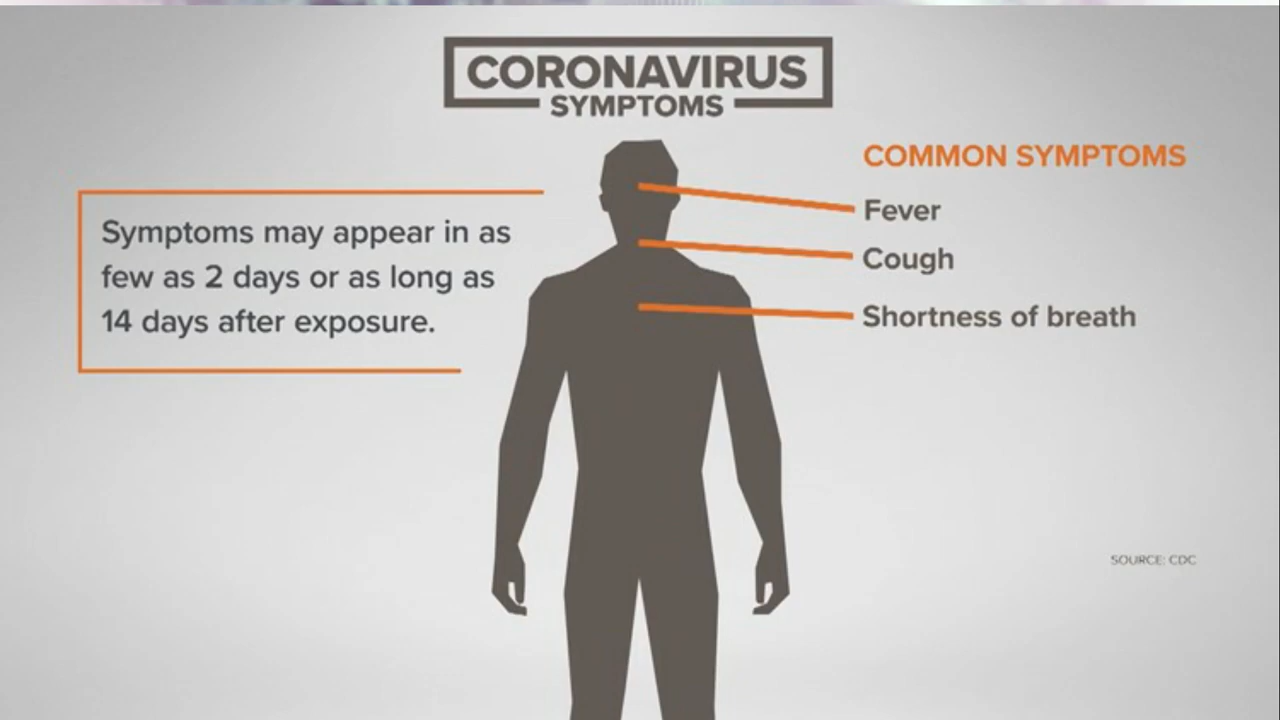 CORONAVIRUS
SYMPTOMS
Symptoms may appear in as
few as 2 days or as long as
14 days after exposure.
COMMON SYMPTOMS
Fever
Cough
Shortness of breath
SOURCE: CDC